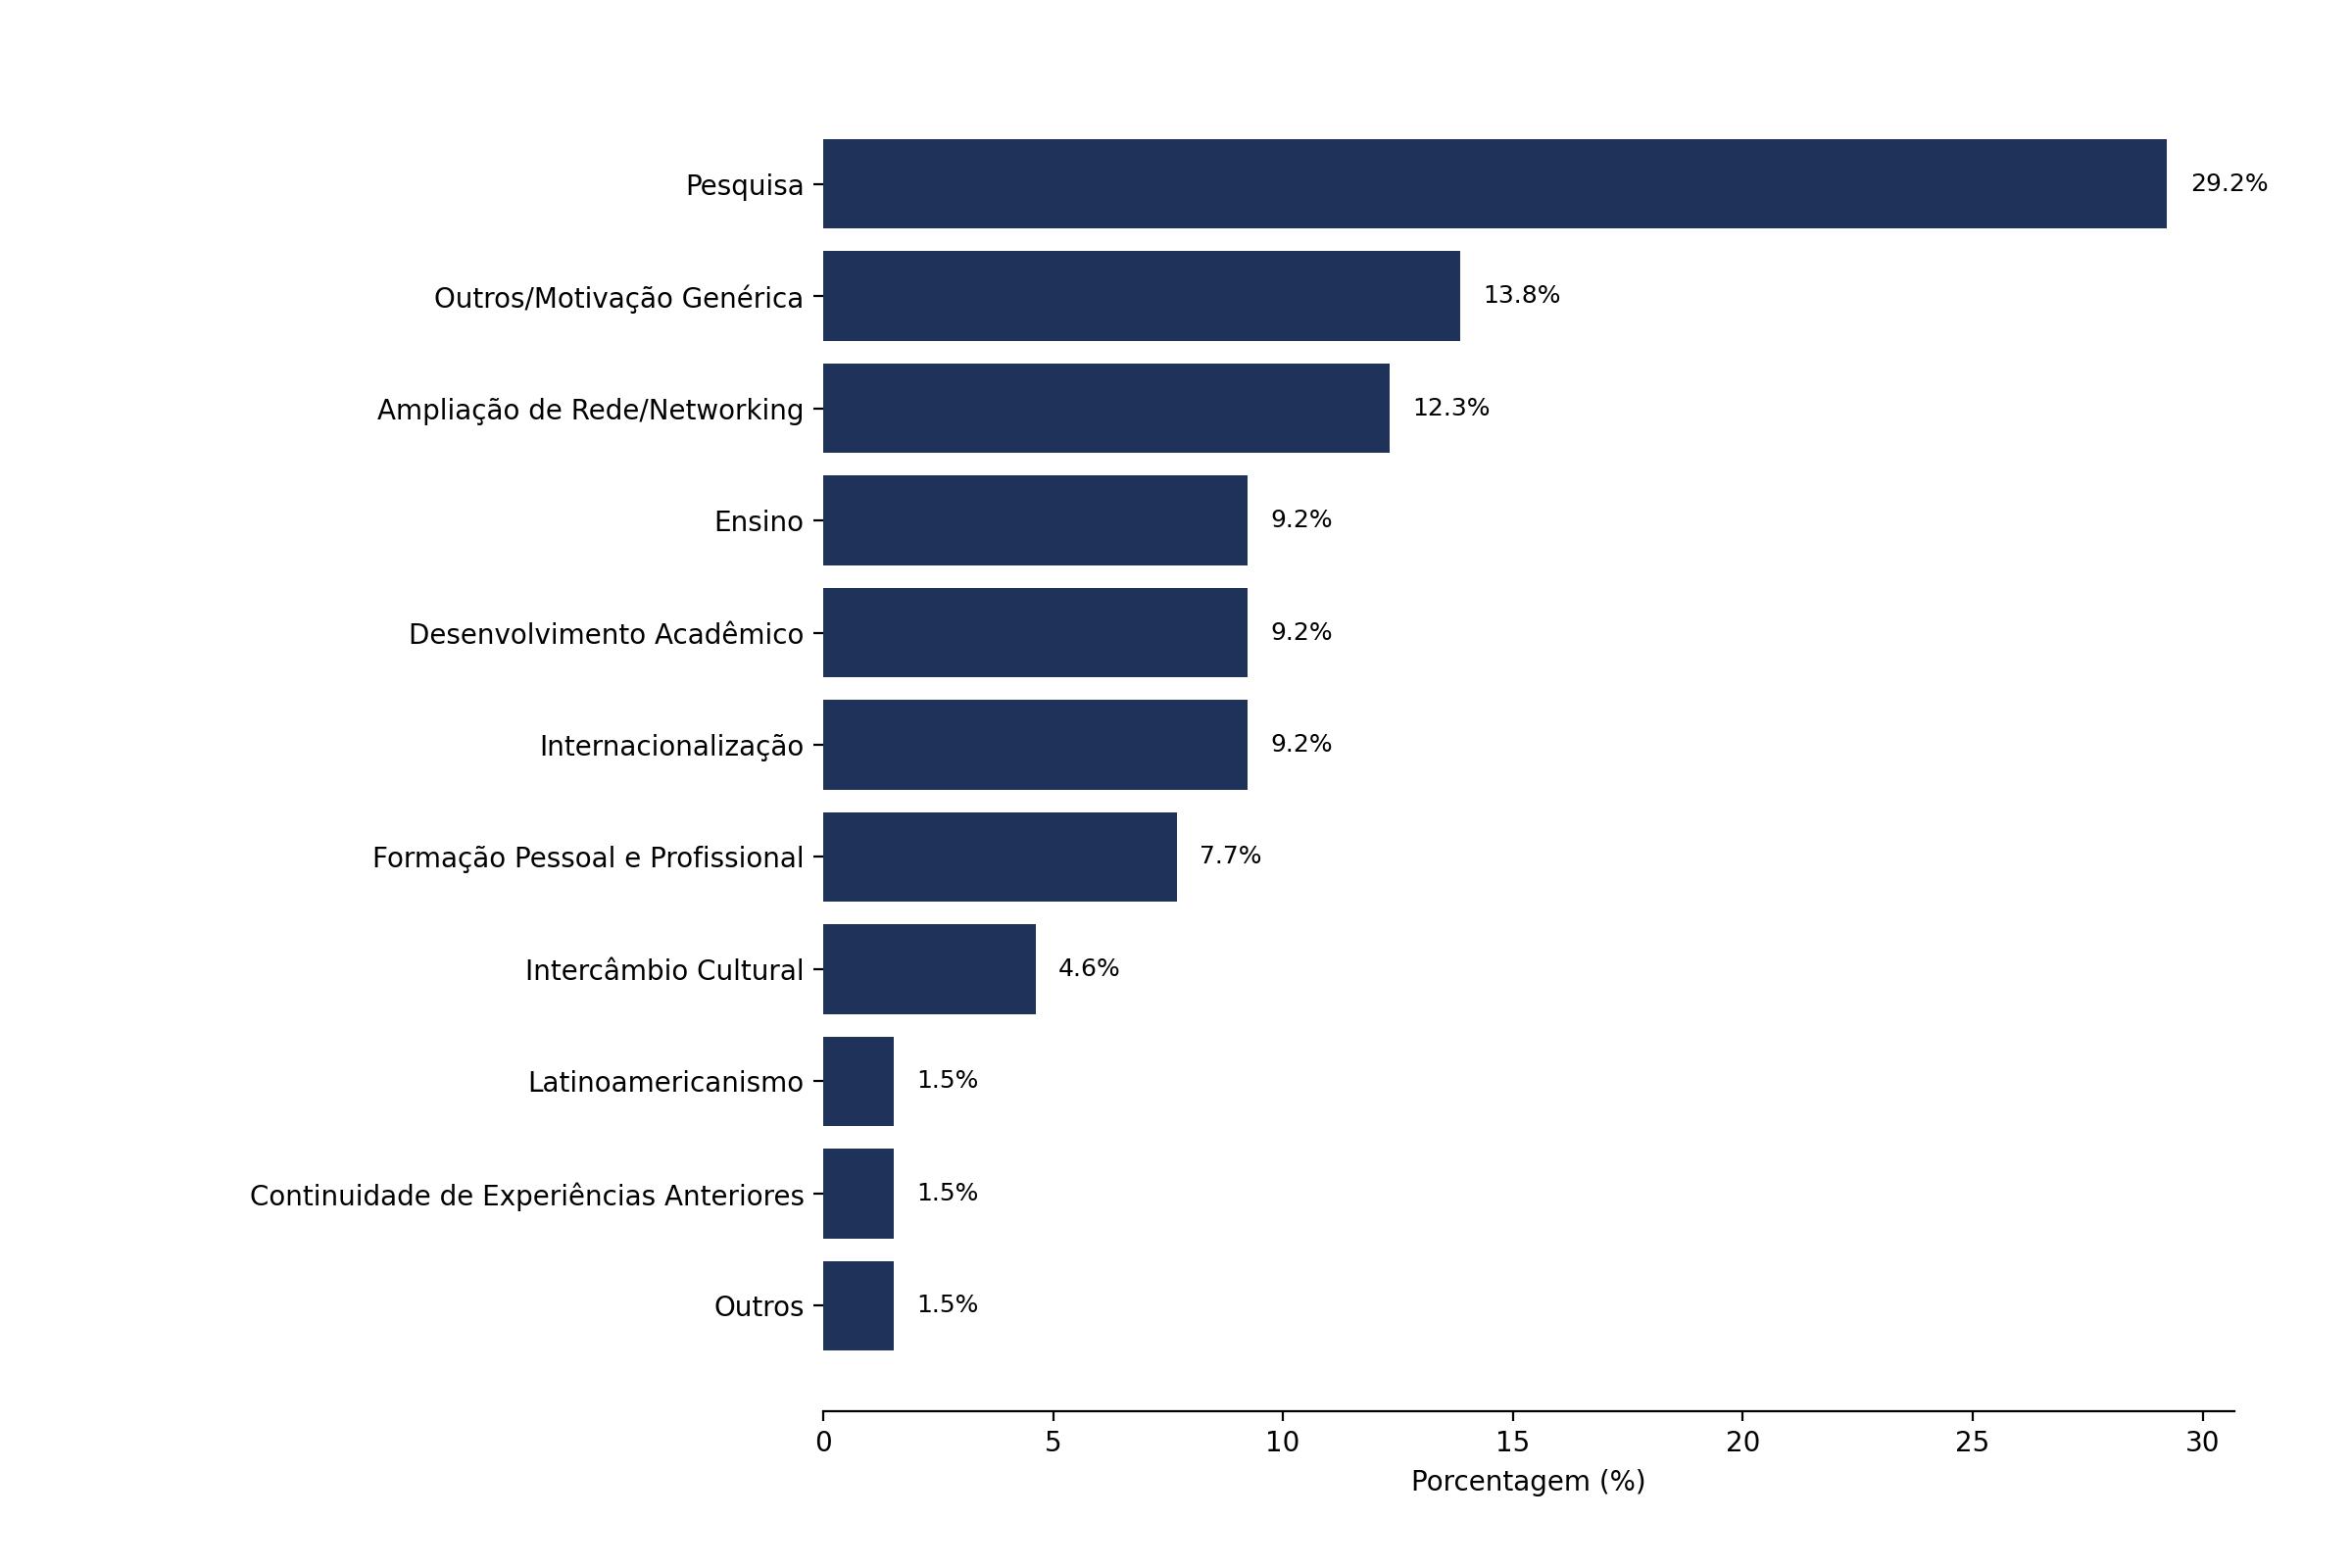 Pesquisa 29.2%
Outros/Motivação Genérica 13.8%
Ampliação de Rede/Networking 12.3%
Ensino 9.2%
Desenvolvimento Acadêmico 9.2%
Internacionalização 9.2%
Formação Pessoal e Profissional 7.7%
Intercâmbio Cultural 4.6%
Latinoamericanismo 1.5%
Continuidade de Experiências Anteriores 1.5%
Outros 1.5%
0 5 10 15 20 25 30
Porcentagem (%)